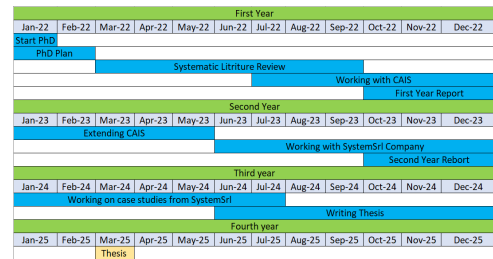 First Year
Jan-22 Feb-22 Mar-22 Apr-22 May-22 Jun-22 Jul-22 Aug-22 Sep-22 Oct-22 Nov-22 Dec-22
Start PhD
PhD Plan
Systematic Litriture Review
Working with CAIS
First Year Report
Second Year
Jan-23 Feb-23 Mar-23 Apr-23 May-23 Jun-23 Jul-23 Aug-23 Sep-23 Oct-23 Nov-23 Dec-23
Extending CAIS
Working with SystemSrl Company
Second Year Rebort
Third year
Jan-24 Feb-24 Mar-24 Apr-24 May-24 Jun-24 Jul-24 Aug-24 Sep-24 Oct-24 Nov-24 Dec-24
Working on case studies from SystemSrl
Writing Thesis
Fourth year
Jan-25 Feb-25 Mar-25 Apr-25 May-25 Jun-25 Jul-25 Aug-25 Sep-25 Oct-25 Nov-25 Dec-25
Thesis